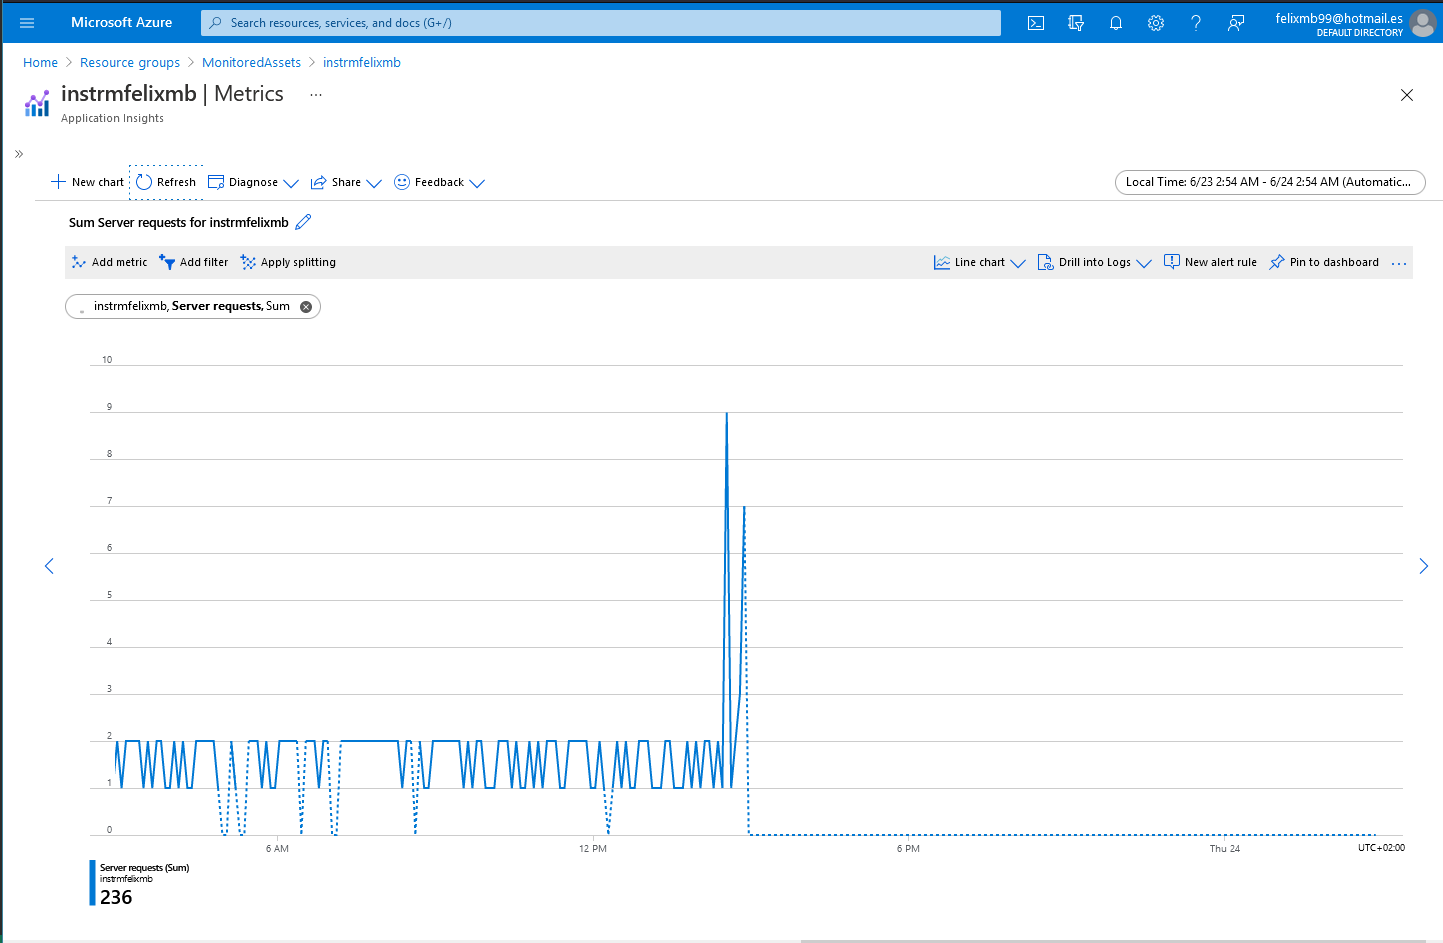 Microsoft Azure
Search resources, services, and docs (G+/)
felixmb99@hotmail.es
DEFAULT DIRECTORY
Home > Resource groups > MonitoredAssets > instrmfelixmb
instrmfelixmb | Metrics ...
Application Insights
»
New chart Refresh Diagnose Share Feedback
Local Time: 6/23 2:54 AM - 6/24 2:54 AM (Automatic...
Sum Server requests for instrmfelixmb
Add metric Add filter Apply splitting Line chart Drill into Logs New alert rule Pin to dashboard ...
instrmfelixmb, Server requests, Sum
10
9
8
7
6
5
4
3
2
1
0
6 AM 12 PM 6 PM Thu 24 UTC+02:00
Server requests (Sum)
instrmfelixmb
236